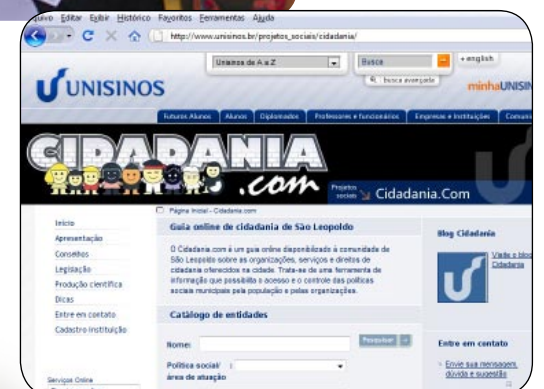 Editar Exibir Histórico Favoritos Ferramentas Ajuda
http://www.unisinos.br/projetos_sociais/cidadania/
Unisinos de A a Z
Busca
+ english
busca avançada
UNISINOS
minhaUNISIN
Futuros Alunos
Alunos
Diplomados
Professores e funcionários
Empresas e Instituições
Comuni
CIDADANIA
.com
Projetos sociais
Cidadania.Com
Página Inicial - Cidadania.com
Início
Apresentação
Conselhos
Legislação
Produção científica
Dicas
Entre em contato
Cadastro instituição
Serviços Online
Guia online de cidadania de São Leopoldo
O Cidadania.com é um guia online disponibilizado à comunidade de
São Leopoldo sobre as organizações, serviços e direitos de
cidadania oferecidos na cidade. Trata-se de uma ferramenta de
informação que possibilita o acesso e o controle das políticas
sociais municipais pela população e pelas organizações.
Catálogo de entidades
Nome:
Pesquisar
Política social/ :
área de atuação
Blog Cidadania
Visite o blog
Cidadania
Entre em contato
Envie sua mensagem,
dúvida e sugestão